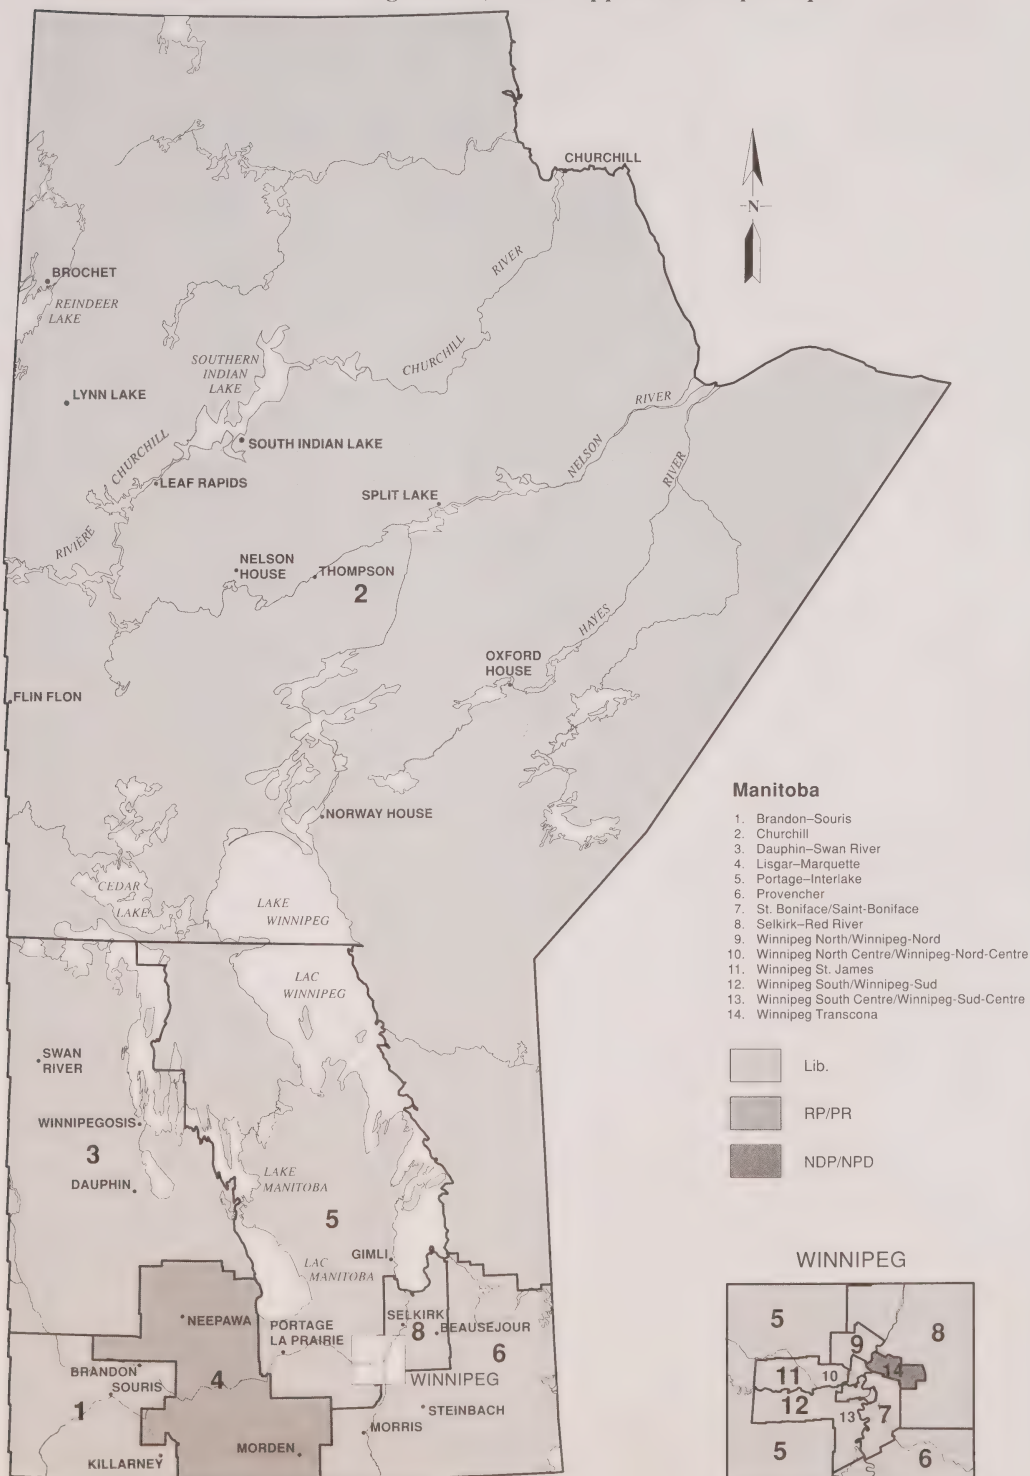 CHURCHILL
-N-
RIVER
BROCHET
REINDEER
LAKE
SOUTHERN
INDIAN
LAKE
CHURCHILL
LYNN LAKE
RIVER
SOUTH INDIAN LAKE
NELSON
CHURCHILL
RIVER
LEAF RAPIDS
SPLIT LAKE
RIVIÈRE
NELSON
HOUSE
THOMPSON
2
HAYES
OXFORD
HOUSE
FLIN FLON
NORWAY HOUSE
CEDAR
LAKE
LAKE
WINNIPEG
Manitoba
1. Brandon–Souris
2. Churchill
3. Dauphin–Swan River
4. Lisgar–Marquette
5. Portage–Interlake
6. Provencher
7. St. Boniface/Saint-Boniface
8. Selkirk–Red River
9. Winnipeg North/Winnipeg-Nord
10. Winnipeg North Centre/Winnipeg-Nord-Centre
11. Winnipeg St. James
12. Winnipeg South/Winnipeg-Sud
13. Winnipeg South Centre/Winnipeg-Sud-Centre
14. Winnipeg Transcona
Lib.
RP/PR
NDP/NPD
LAC
WINNIPEG
SWAN
RIVER
WINNIPEGOSIS
3
DAUPHIN
LAKE
MANITOBA
5
GIMLI
LAC
MANITOBA
NEEPAWA
PORTAGE
LA PRAIRIE
SELKIRK
8
BEAUSEJOUR
6
BRANDON
SOURIS
4
WINNIPEG
1
STEINBACH
MORRIS
MORDEN
KILLARNEY
WINNIPEG
5
8
9
14
11
10
12
13
7
5
6